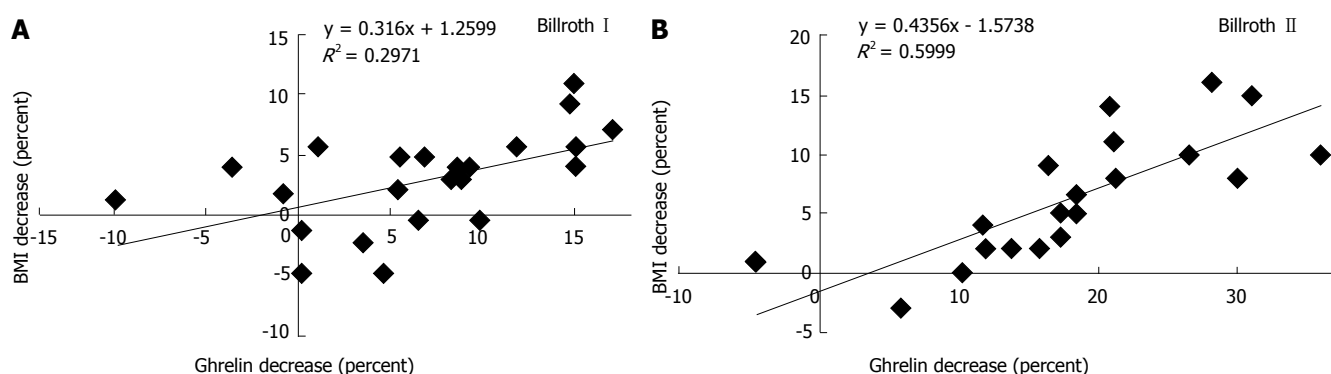 A
y = 0.316x + 1.2599
R² = 0.2971
Billroth Ⅰ
15
10
5
0
-5
-10
-15
-10
-5
0
5
10
15
BMI decrease (percent)
Ghrelin decrease (percent)
B
y = 0.4356x - 1.5738
R² = 0.5999
Billroth Ⅱ
20
15
10
5
0
-5
-10
0
10
20
30
BMI decrease (percent)
Ghrelin decrease (percent)